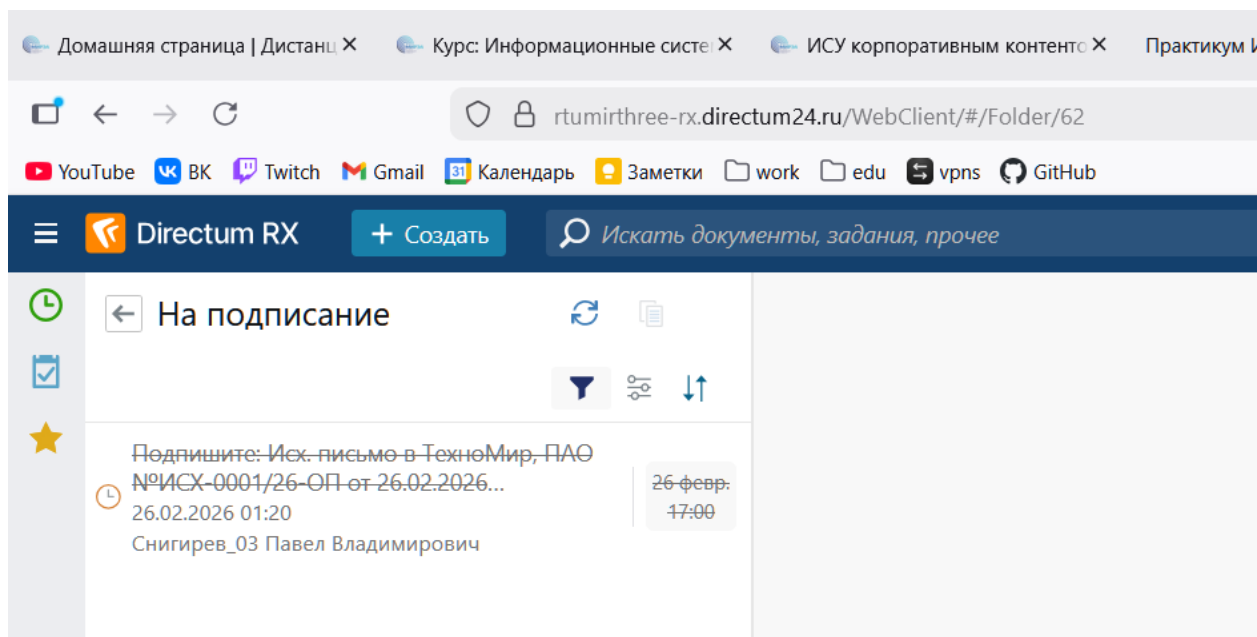 Домашняя страница | Дистанц
Курс: Информационные систе
ИСУ корпоративным контенто
Практикум И
rtumirthree-rx.directum24.ru/WebClient/#/Folder/62
YouTube ВК Twitch Gmail 31 Календарь Заметки work edu vpns GitHub
Directum RX
+ Создать
Искать документы, задания, прочее
На подписание
Подпишите: Исх. письмо в ТехноМир, ПАО
№ИСХ-0001/26-ОП от 26.02.2026...
26.02.2026 01:20
Снигирев_03 Павел Владимирович
26 февр.
17:00